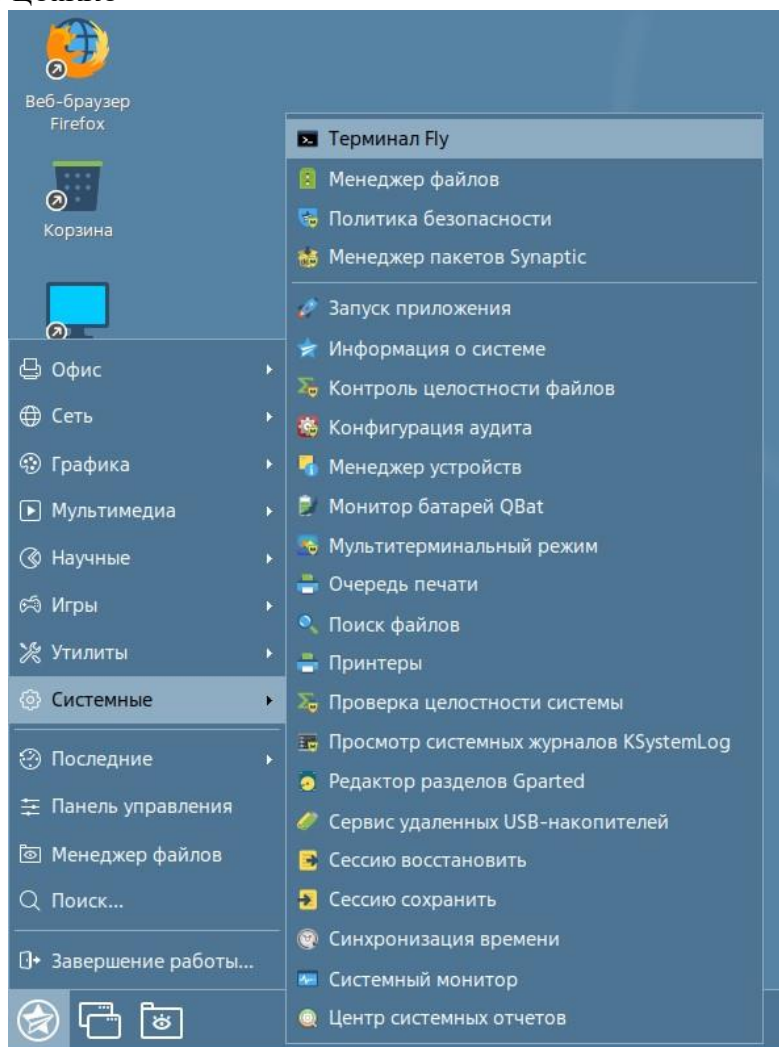 Веб-браузер
Firefox
Корзина
Терминал Fly
Менеджер файлов
Политика безопасности
Менеджер пакетов Synaptic
Запуск приложения
Информация о системе
Контроль целостности файлов
Конфигурация аудита
Менеджер устройств
Монитор батарей QBat
Мультитерминальный режим
Очередь печати
Поиск файлов
Принтеры
Проверка целостности системы
Просмотр системных журналов KSystemLog
Редактор разделов Gparted
Сервис удаленных USB-накопителей
Сессию восстановить
Сессию сохранить
Синхронизация времени
Системный монитор
Центр системных отчетов
Офис
Сеть
Графика
Мультимедиа
Научные
Игры
Утилиты
Системные
Последние
Панель управления
Менеджер файлов
Поиск...
Завершение работы...